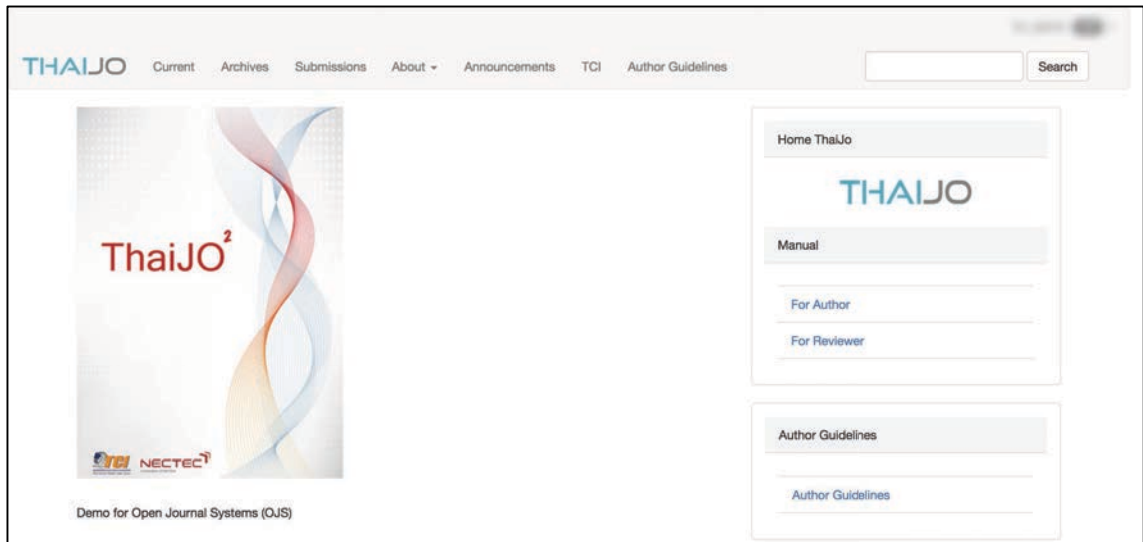 THAIJO Current Archives Submissions About Announcements TCI Author Guidelines Search
ThaiJO²
TCI NECTEC
Demo for Open Journal Systems (OJS)
Home ThaiJo
THAIJO
Manual
For Author
For Reviewer
Author Guidelines
Author Guidelines